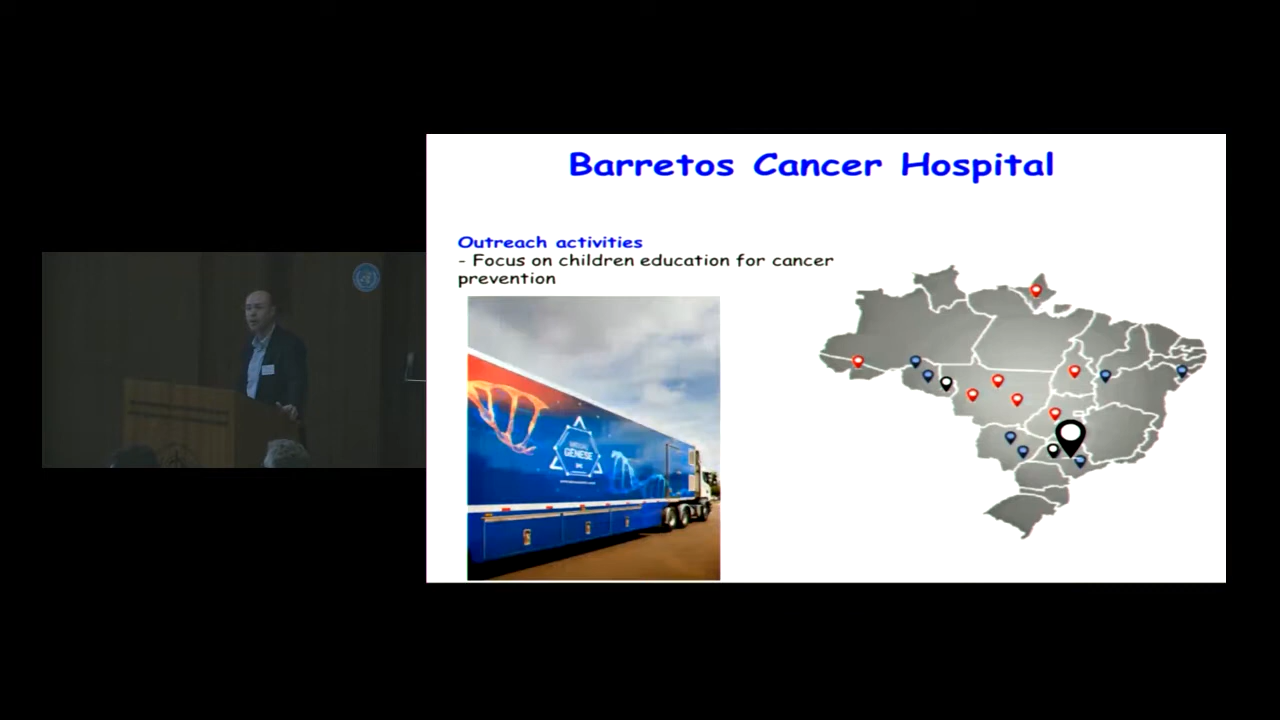 Barretos Cancer Hospital
Outreach activities
- Focus on children education for cancer
prevention
GENESE